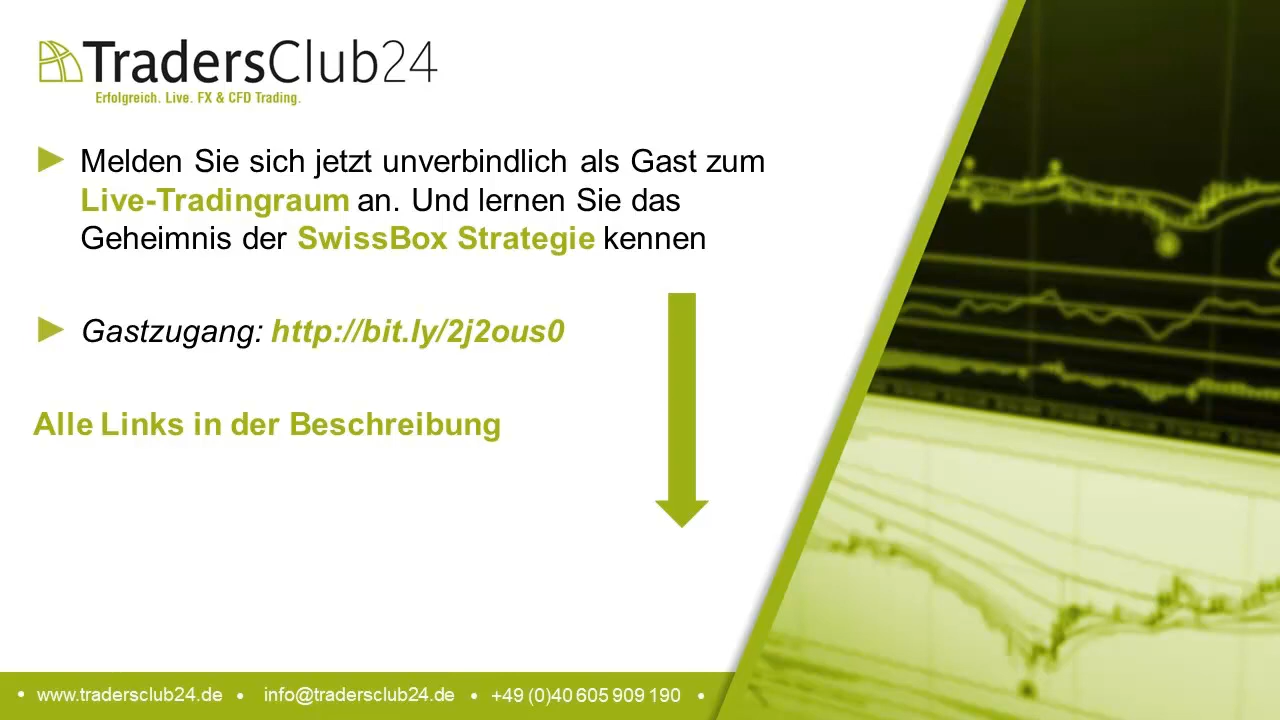 TradersClub24
Erfolgreich. Live. FX & CFD Trading.
► Melden Sie sich jetzt unverbindlich als Gast zum
Live-Tradingraum an. Und lernen Sie das
Geheimnis der SwissBox Strategie kennen
► Gastzugang: http://bit.ly/2j2ous0
Alle Links in der Beschreibung
• www.tradersclub24.de • info@tradersclub24.de • +49 (0)40 605 909 190 •